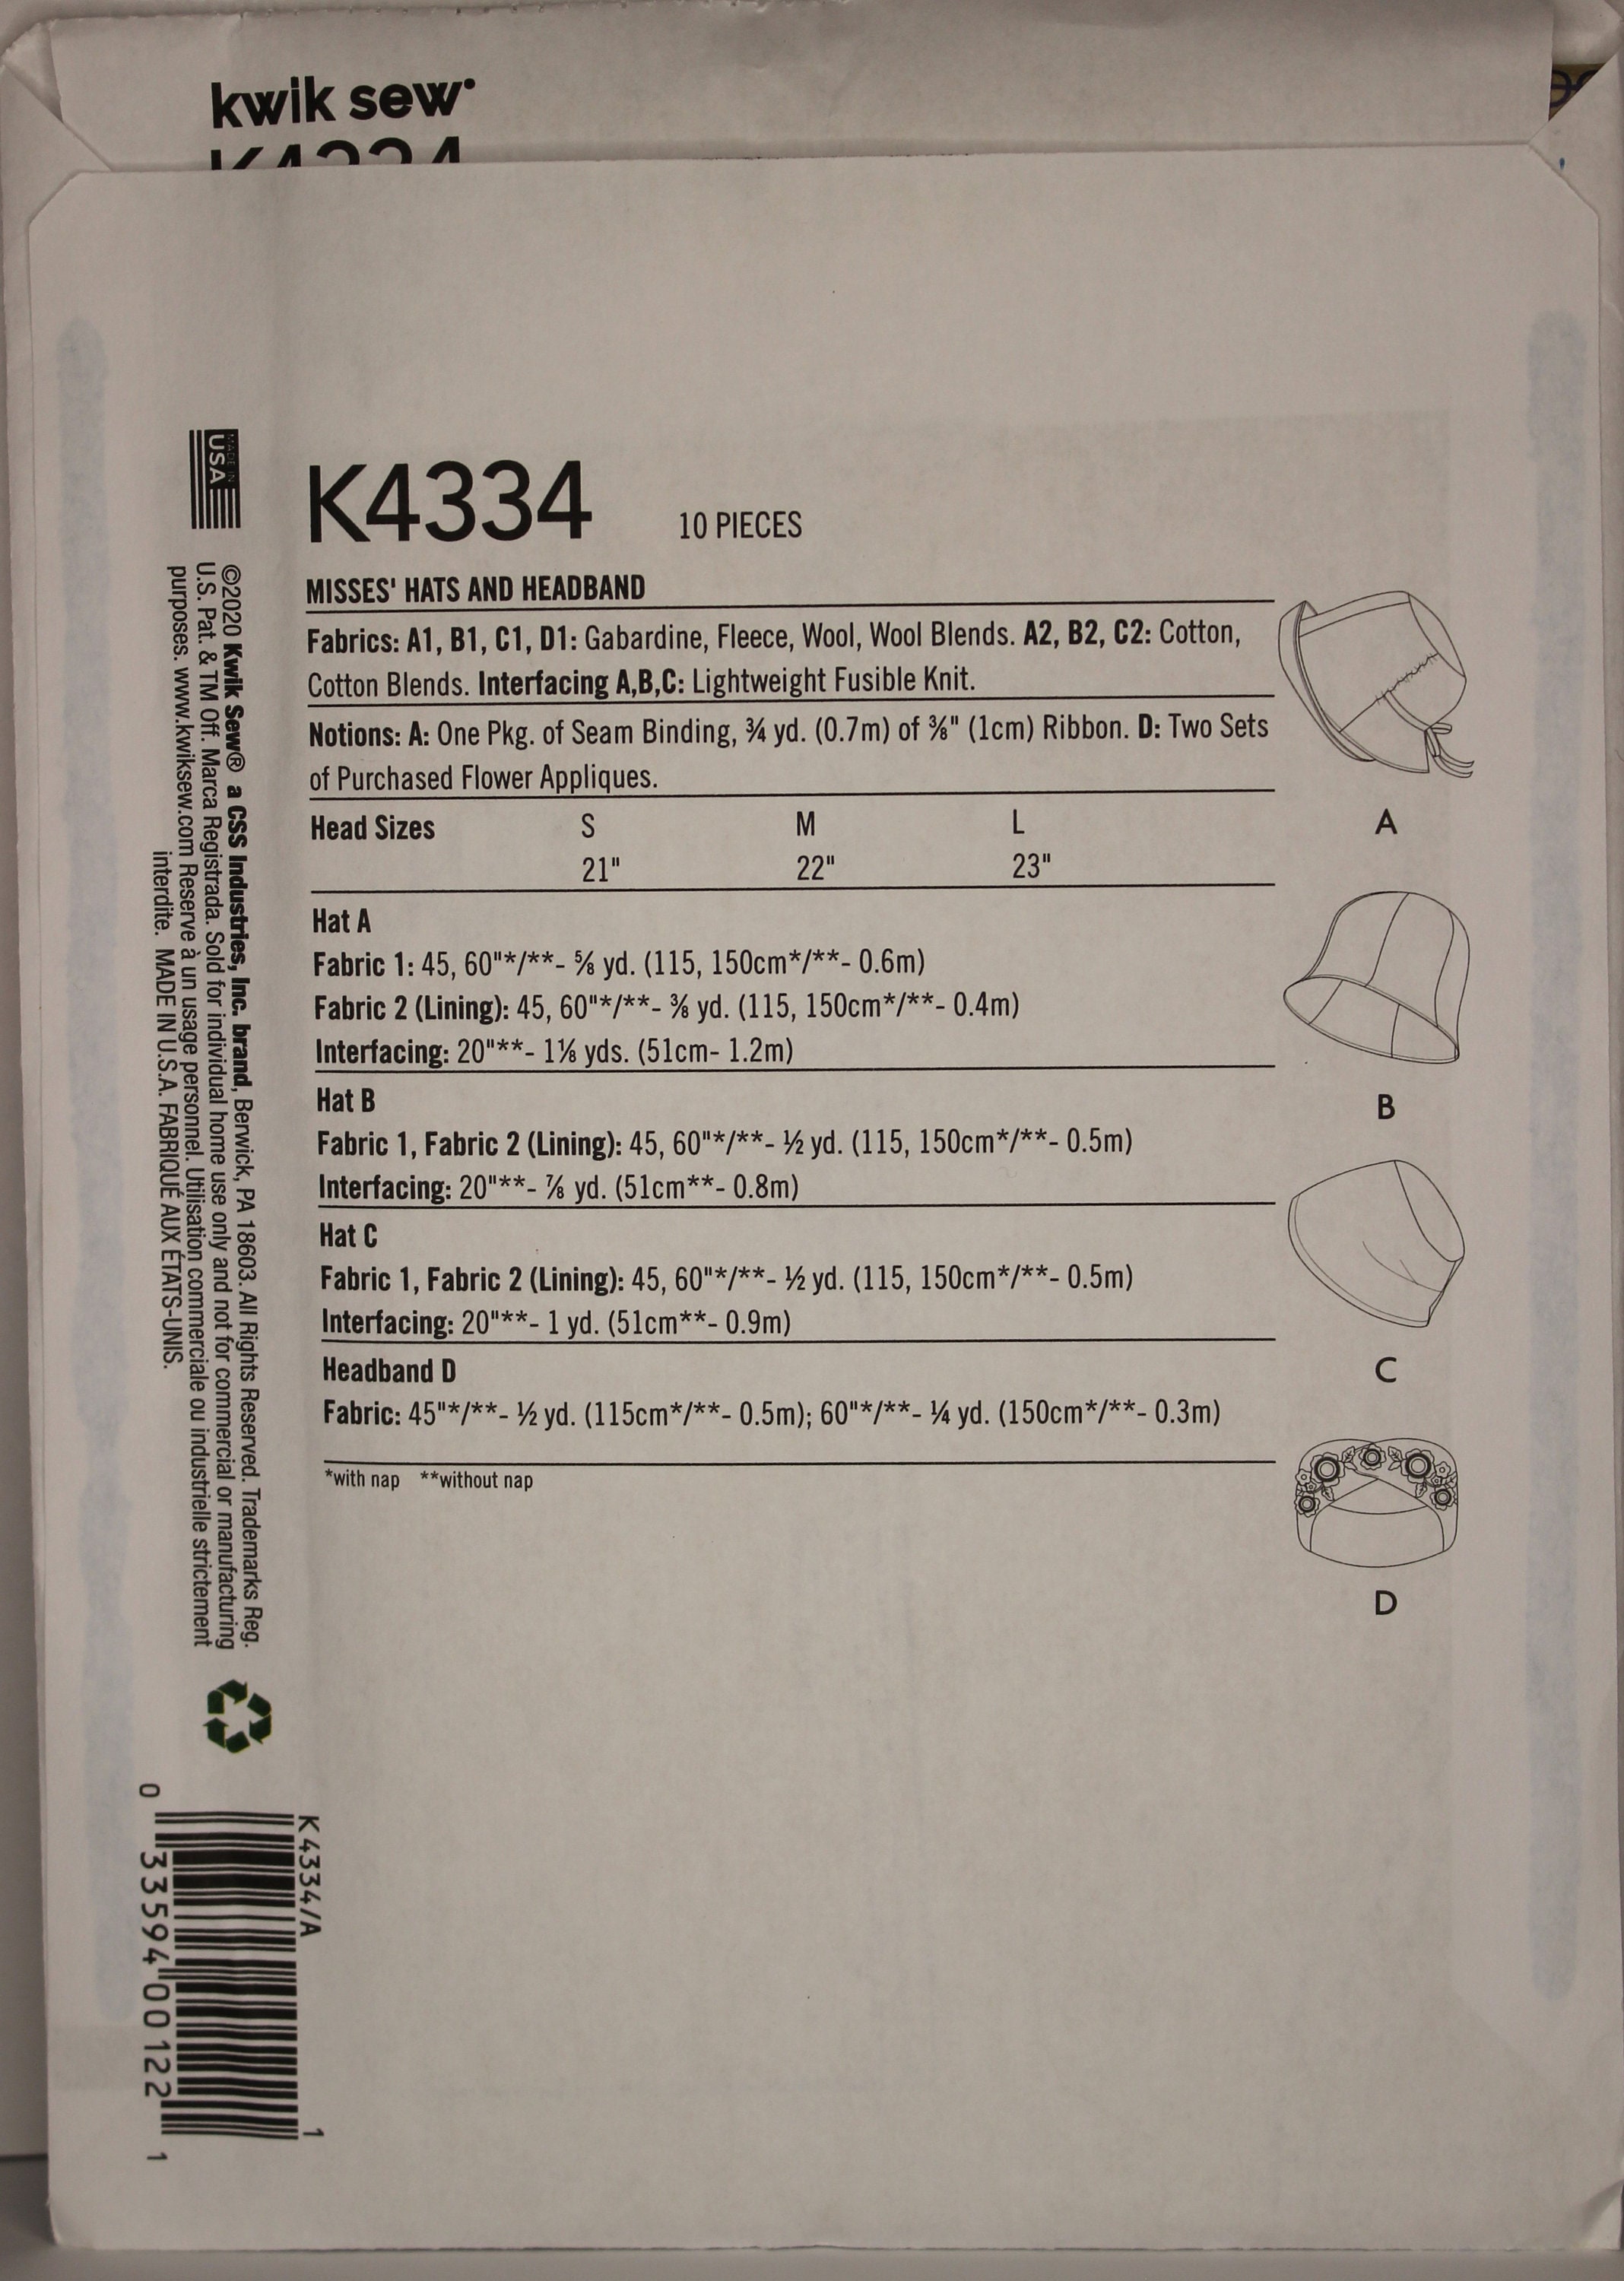 kwik sew®
K4334
MADE IN
USA
K4334 10 PIECES
MISSES' HATS AND HEADBAND
Fabrics: A1, B1, C1, D1: Gabardine, Fleece, Wool, Wool Blends. A2, B2, C2: Cotton,
Cotton Blends. Interfacing A,B,C: Lightweight Fusible Knit.
Notions: A: One Pkg. of Seam Binding, ¾ yd. (0.7m) of ⅜" (1cm) Ribbon. D: Two Sets
of Purchased Flower Appliques.
Head Sizes S M L
21" 22" 23"
Hat A
Fabric 1: 45, 60"*/**- ⅝ yd. (115, 150cm*/**- 0.6m)
Fabric 2 (Lining): 45, 60"*/**- ⅜ yd. (115, 150cm*/**- 0.4m)
Interfacing: 20"**- 1⅛ yds. (51cm- 1.2m)
Hat B
Fabric 1, Fabric 2 (Lining): 45, 60"*/**- ½ yd. (115, 150cm*/**- 0.5m)
Interfacing: 20"**- ⅞ yd. (51cm**- 0.8m)
Hat C
Fabric 1, Fabric 2 (Lining): 45, 60"*/**- ½ yd. (115, 150cm*/**- 0.5m)
Interfacing: 20"**- 1 yd. (51cm**- 0.9m)
Headband D
Fabric: 45"*/**- ½ yd. (115cm*/**- 0.5m); 60"*/**- ¼ yd. (150cm*/**- 0.3m)
*with nap **without nap
A
B
C
D
©2020 Kwik Sew® a CSS Industries, Inc. brand, Berwick, PA 18603. All Rights Reserved. Trademarks Reg.
U.S. Pat. & TM Off. Marca Registrada. Sold for individual home use only and not for commercial or manufacturing
purposes. www.kwiksew.com Reserve à un usage personnel. Utilisation commerciale ou industrielle strictement
interdite. MADE IN U.S.A. FABRIQUÉ AUX ÉTATS-UNIS.
K4334/A 1
0 33594 00122 1